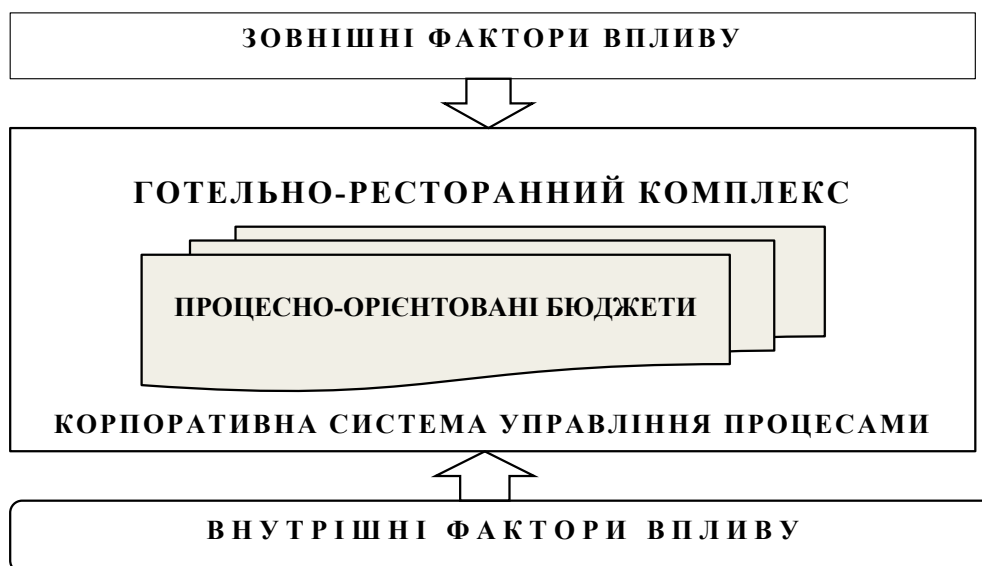 ЗОВНІШНІ ФАКТОРИ ВПЛИВУ
ГОТЕЛЬНО-РЕСТОРАННИЙ КОМПЛЕКС
ПРОЦЕСНО-ОРІЄНТОВАНІ БЮДЖЕТИ
КОРПОРАТИВНА СИСТЕМА УПРАВЛІННЯ ПРОЦЕСАМИ
ВНУТРІШНІ ФАКТОРИ ВПЛИВУ